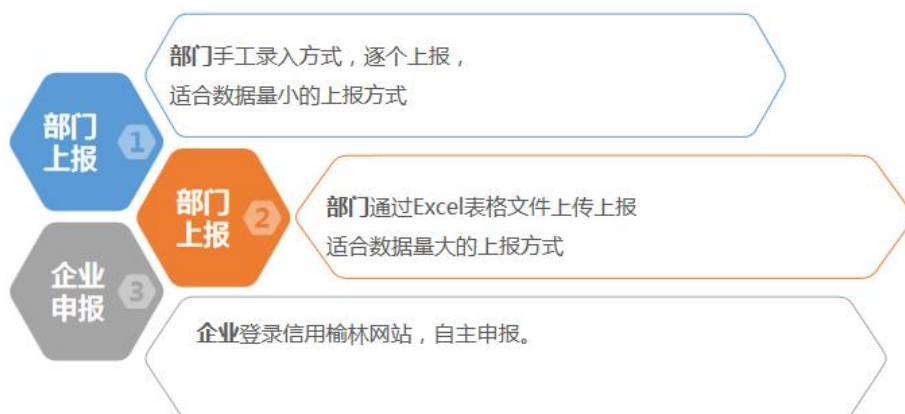 部门手工录入方式，逐个上报，
适合数据量小的上报方式
部门
上报
1
部门
上报
2
部门通过Excel表格文件上传上报
适合数据量大的上报方式
企业
申报
3
企业登录信用榆林网站，自主申报。